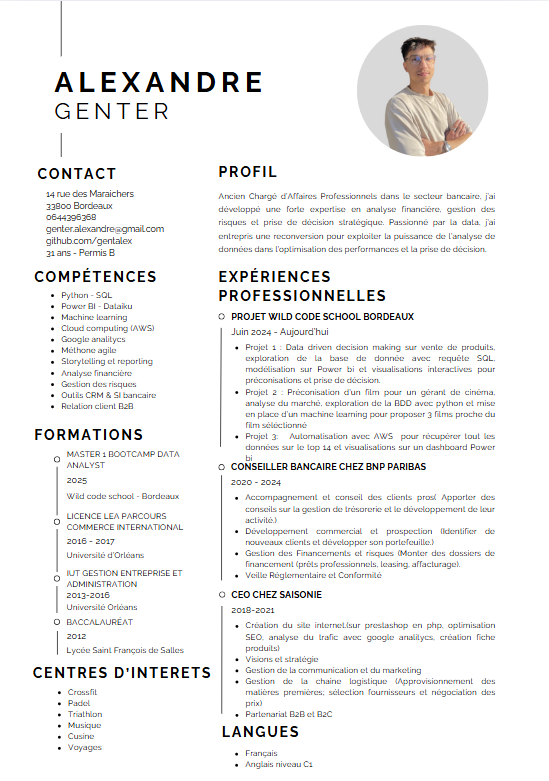 ALEXANDRE
GENTER
CONTACT
14 rue des Maraichers
33800 Bordeaux
0644396368
genter.alexandre@gmail.com
github.com/gentalex
31 ans - Permis B
COMPÉTENCES
Python - SQL
Power BI - Dataiku
Machine learning
Cloud computing (AWS)
Google analitycs
Méthone agile
Storytelling et reporting
Analyse financière
Gestion des risques
Outils CRM & SI bancaire
Relation client B2B
FORMATIONS
MASTER 1 BOOTCAMP DATA
ANALYST
2025
Wild code school - Bordeaux
LICENCE LEA PARCOURS
COMMERCE INTERNATIONAL
2016 - 2017
Université d'Orléans
IUT GESTION ENTREPRISE ET
ADMINISTRATION
2013-2016
Université Orléans
BACCALAURÉAT
2012
Lycée Saint François de Salles
CENTRES D'INTERETS
Crossfit
Padel
Triathlon
Musique
Cusine
Voyages
PROFIL
Ancien Chargé d'Affaires Professionnels dans le secteur bancaire, j'ai
développé une forte expertise en analyse financière, gestion des
risques et prise de décision stratégique. Passionné par la data, j'ai
entrepris une reconversion pour exploiter la puissance de l'analyse de
données dans l'optimisation des performances et la prise de décision.
EXPÉRIENCES
PROFESSIONNELLES
PROJET WILD CODE SCHOOL BORDEAUX
Juin 2024 - Aujourd'hui
Projet 1 : Data driven decision making sur vente de produits.
exploration de la base de donnée avec requête SQL,
modélisation sur Power bi et visualisations interactives pour
préconisations et prise de décision.
Projet 2 : Préconisation d'un film pour un gérant de cinéma,
analyse du marché, exploration de la BDD avec python et mise
en place d'un machine learning pour proposer 3 films proche du
film séléctionné
Projet 3: Automatisation avec AWS pour récupérer tout les
données sur le top 14 et visualisations sur un dashboard Power
bi
CONSEILLER BANCAIRE CHEZ BNP PARIBAS
2020 - 2024
Accompagnement et conseil des clients pros( Apporter des
conseils sur la gestion de trésorerie et le développement de leur
activité.)
Développement commercial et prospection (Identifier de
nouveaux clients et développer son portefeuille.)
Gestion des Financements et risques (Monter des dossiers de
financement (prêts professionnels, leasing, affacturage).
Veille Réglementaire et Conformité
CEO CHEZ SAISONIE
2018-2021
Création du site internet.(sur prestashop en php, optimisation
SEO, analyse du trafic avec google analitycs, création fiche
produits)
Visions et stratégie
Gestion de la communication et du marketing
Gestion de la chaine logistique (Approvisionnement des
matières premières; sélection fournisseurs et négociation des
prix)
Partenariat B2B et B2C
LANGUES
Français
Anglais niveau C1